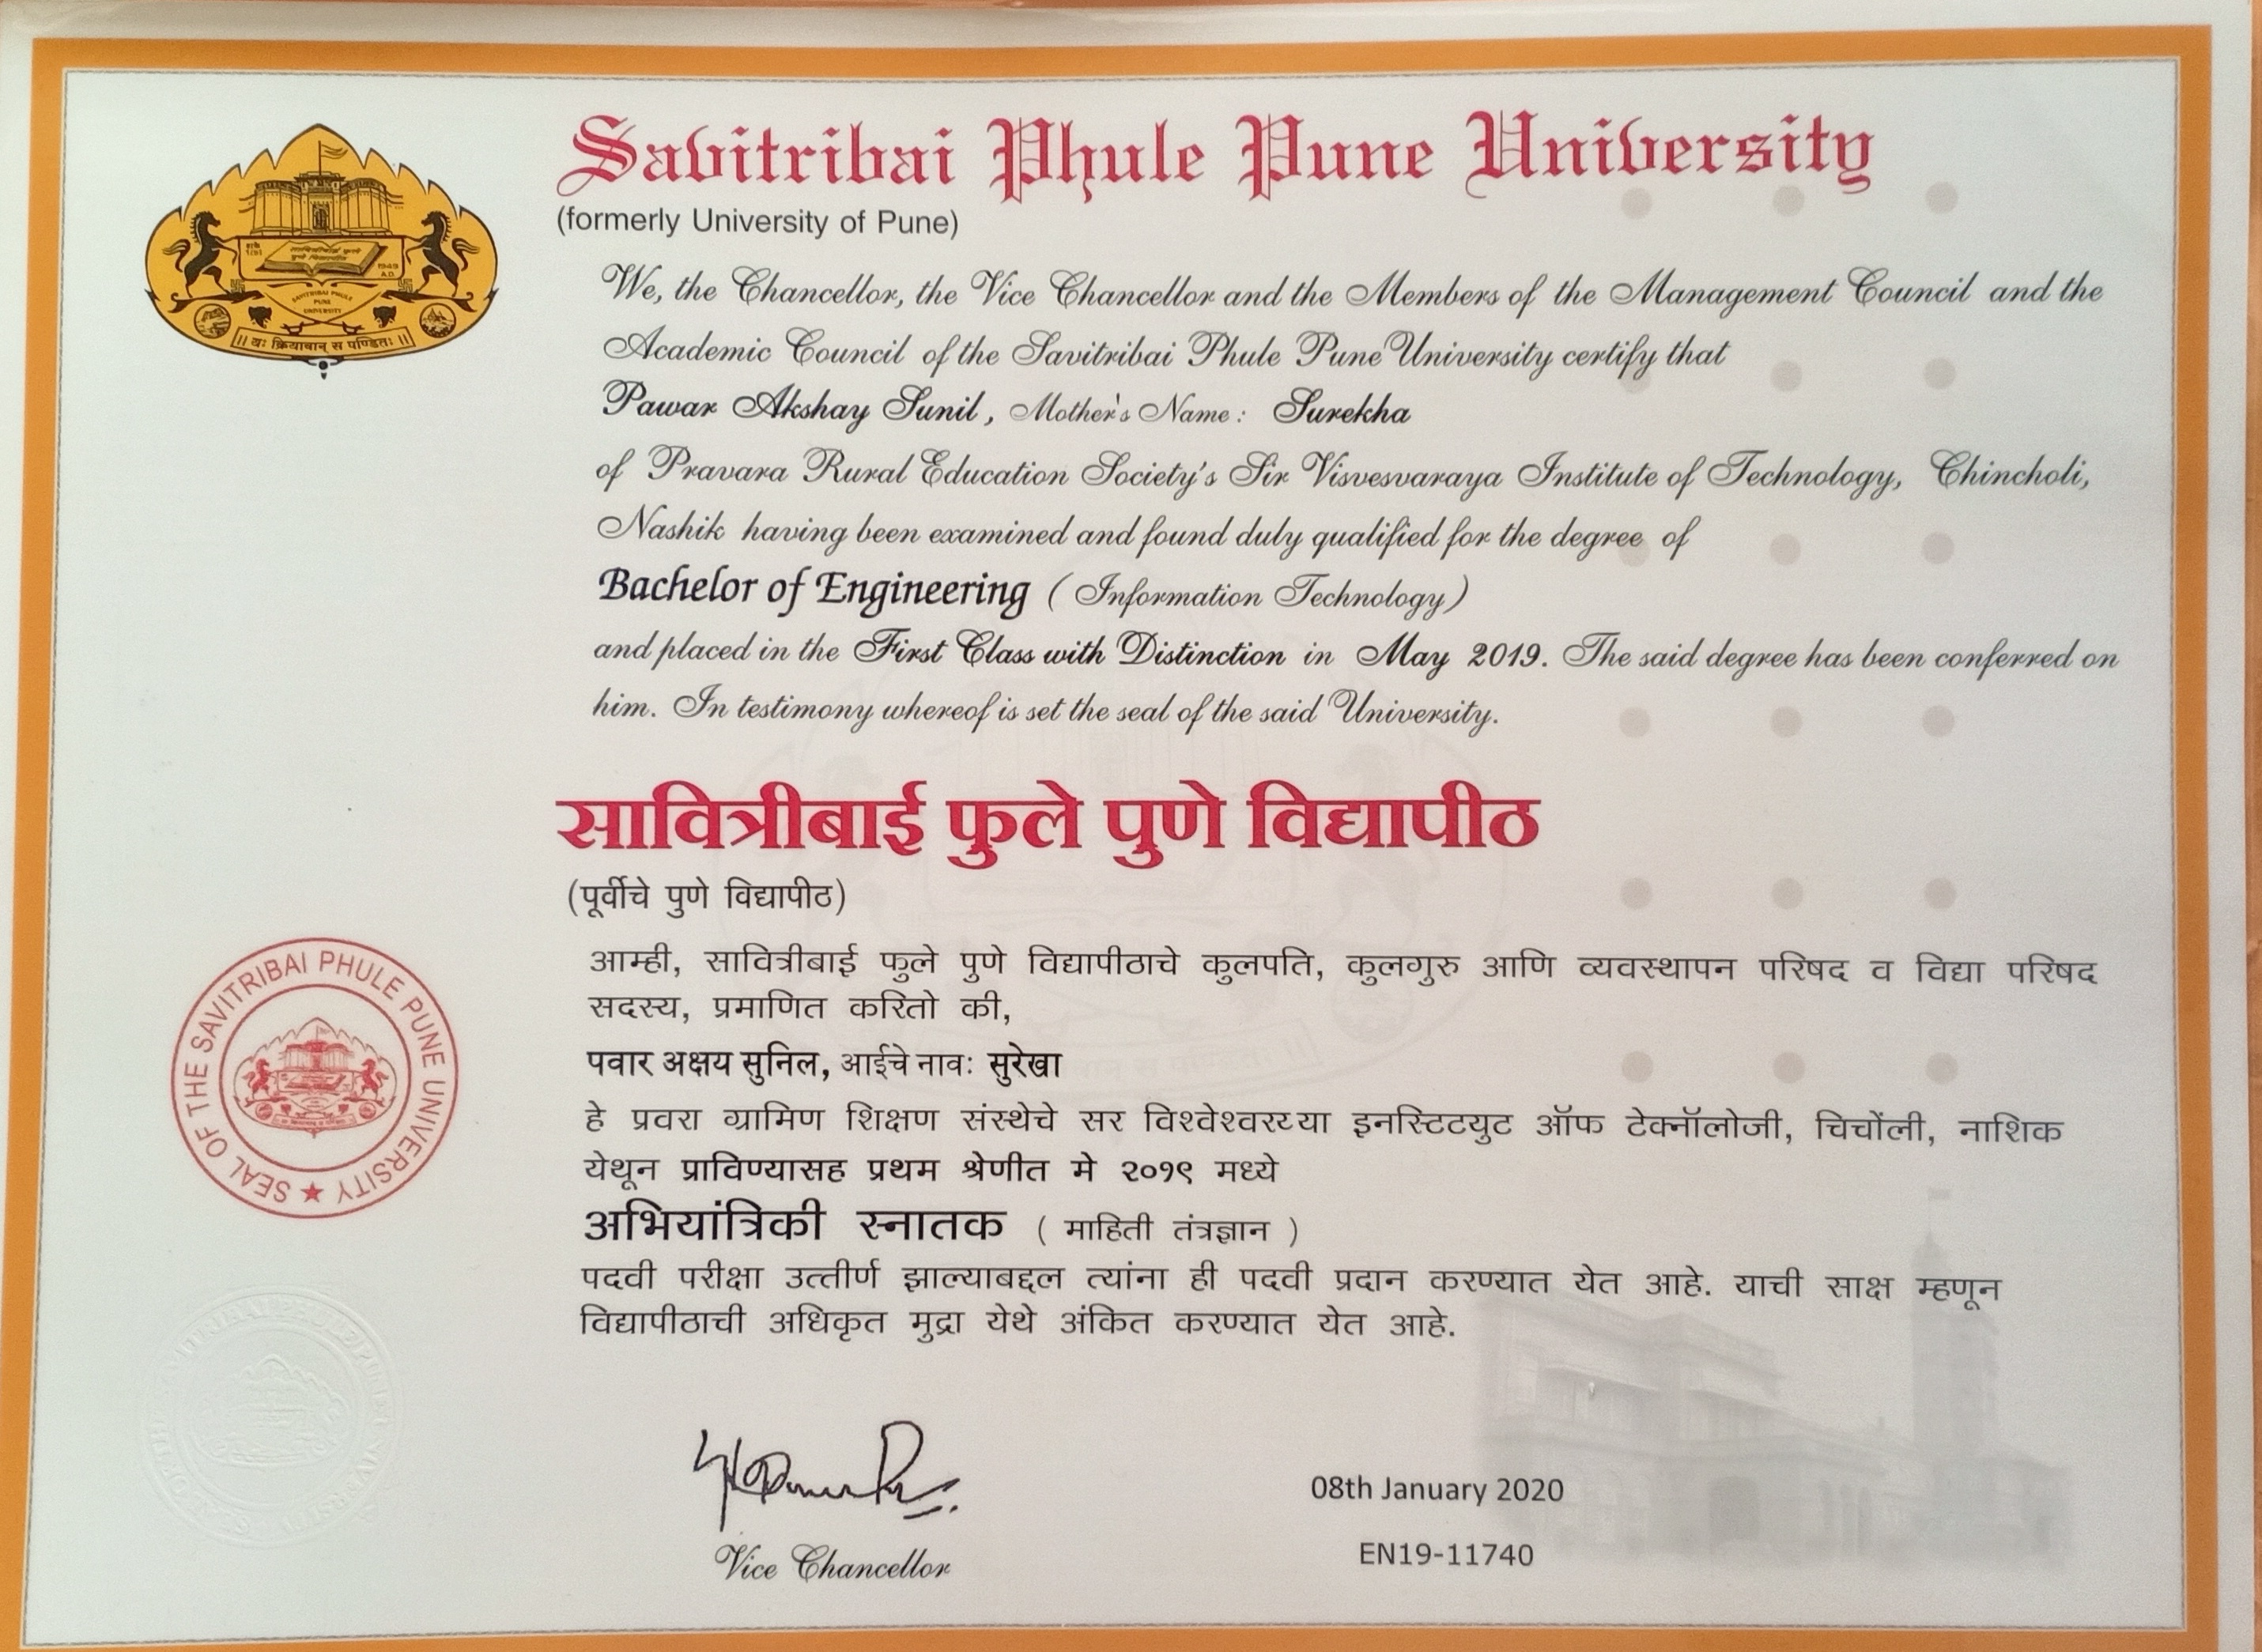 Savitribai Phule Pune University
(formerly University of Pune)
We, the Chancellor, the Vice Chancellor and the Members of the Management Council and the
Academic Council of the Savitribai Phule Pune University certify that
Pawar Akshay Sunil, Mother's Name : Surekha
of Pravara Rural Education Society's Sir Visvesvaraya Institute of Technology, Chincholi,
Nashik having been examined and found duly qualified for the degree of
Bachelor of Engineering ( Information Technology )
and placed in the First Class with Distinction in May 2019. The said degree has been conferred on
him. In testimony whereof is set the seal of the said University.
1949
A.D.
SAVITRIBAI PHULE
PUNE
UNIVERSITY
|| यः क्रियावान् स पण्डितः ||
सावित्रीबाई फुले पुणे विद्यापीठ
(पूर्वीचे पुणे विद्यापीठ)
आम्ही, सावित्रीबाई फुले पुणे विद्यापीठाचे कुलपति, कुलगुरु आणि व्यवस्थापन परिषद व विद्या परिषद
सदस्य, प्रमाणित करितो की,
पवार अक्षय सुनिल, आईचे नावः सुरेखा
हे प्रवरा ग्रामिण शिक्षण संस्थेचे सर विश्वेश्वरय्या इनस्टिटयुट ऑफ टेक्नॉलोजी, चिचोंली, नाशिक
येथून प्राविण्यासह प्रथम श्रेणीत मे २०१९ मध्ये
अभियांत्रिकी स्नातक ( माहिती तंत्रज्ञान )
पदवी परीक्षा उत्तीर्ण झाल्याबद्दल त्यांना ही पदवी प्रदान करण्यात येत आहे. याची साक्ष म्हणून
विद्यापीठाची अधिकृत मुद्रा येथे अंकित करण्यात येत आहे.
SEAL OF THE SAVITRIBAI PHULE PUNE UNIVERSITY ★
Vice Chancellor
08th January 2020
EN19-11740